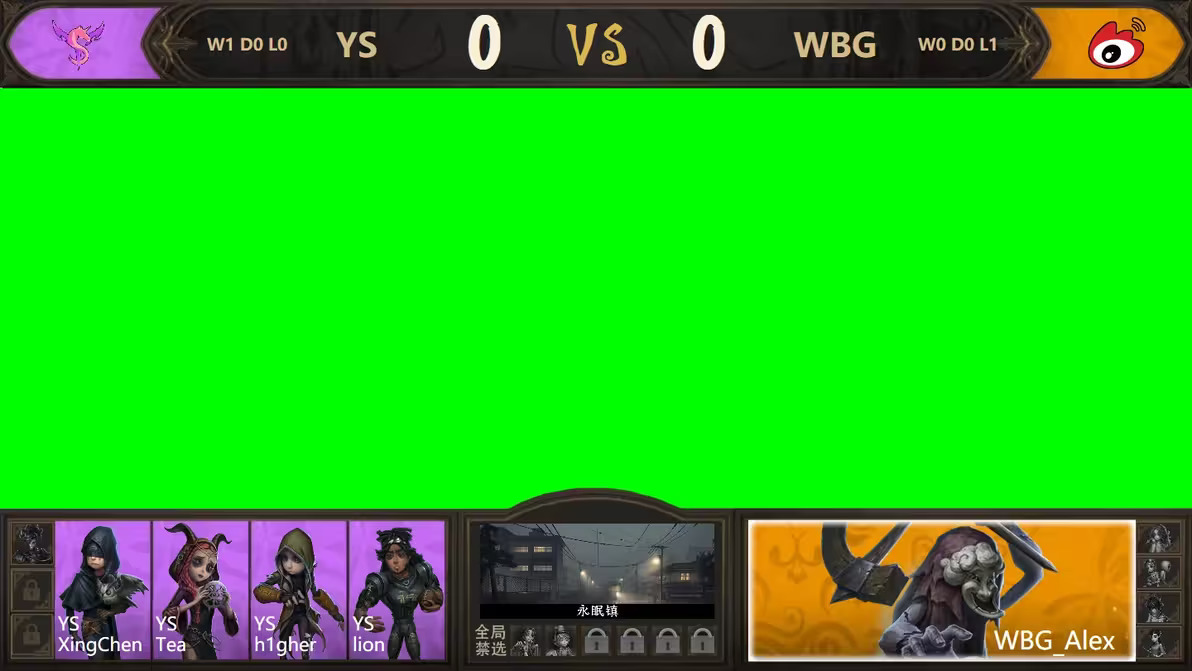 W1 D0 L0 YS 0 VS 0 WBG W0 D0 L1
YS
XingChen
YS
Tea
YS
h1gher
YS
lion
永眠镇
全局
禁选
WBG_Alex